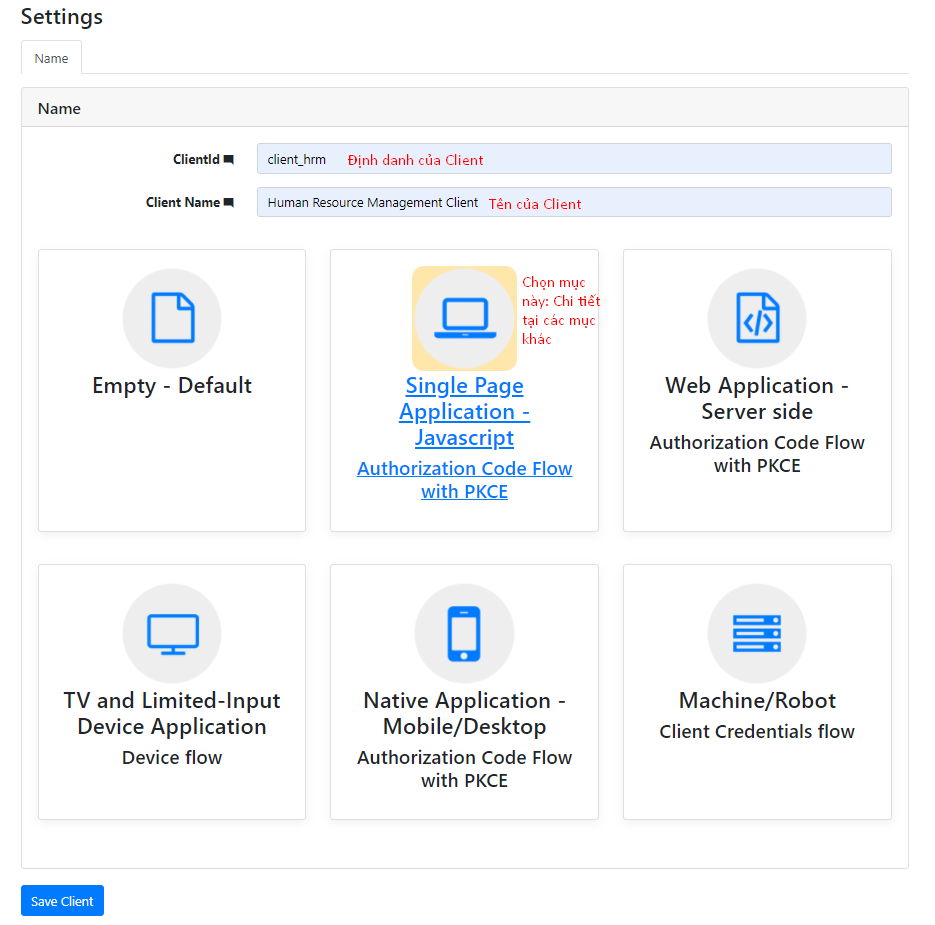 Settings
Name
Name
ClientId
client_hrm
Định danh của Client
Client Name
Human Resource Management Client
Tên của Client
Empty - Default
Chọn mục
này: Chi tiết
tại các mục
khác
Single Page
Application -
Javascript
Authorization Code Flow
with PKCE
Web Application -
Server side
Authorization Code Flow
with PKCE
TV and Limited-Input
Device Application
Device flow
Native Application -
Mobile/Desktop
Authorization Code Flow
with PKCE
Machine/Robot
Client Credentials flow
Save Client